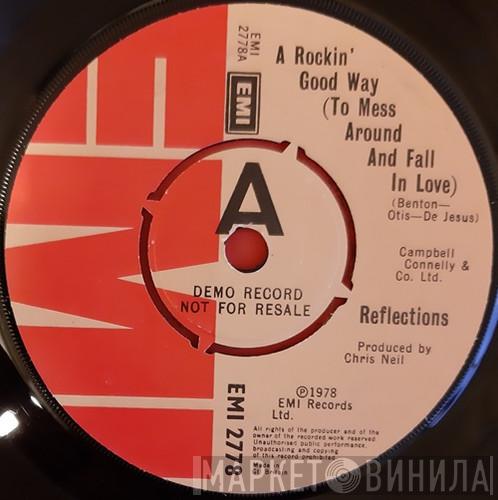 EMI
2778A
EMI
A Rockin'
Good Way
(To Mess
Around
And Fall
In Love)
(Benton—
Otis—De Jesus)
A
Campbell
Connelly &
Co. Ltd.
DEMO RECORD
NOT FOR RESALE
Reflections
Produced by
Chris Neil
℗1978
EMI Records
Ltd.
EMI 2778
All rights of the producer and of the
owner of the recorded work reserved
Unauthorised public performance,
broadcasting and copying
of this record prohibited
Made in
Gt Britain
EMI
МАРКЕТ ВИНИЛА